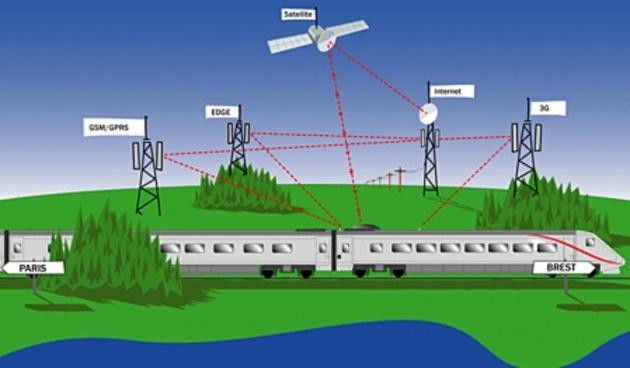 Satellite
Internet
EDGE
3G
GSM/GPRS
PARIS
BREST